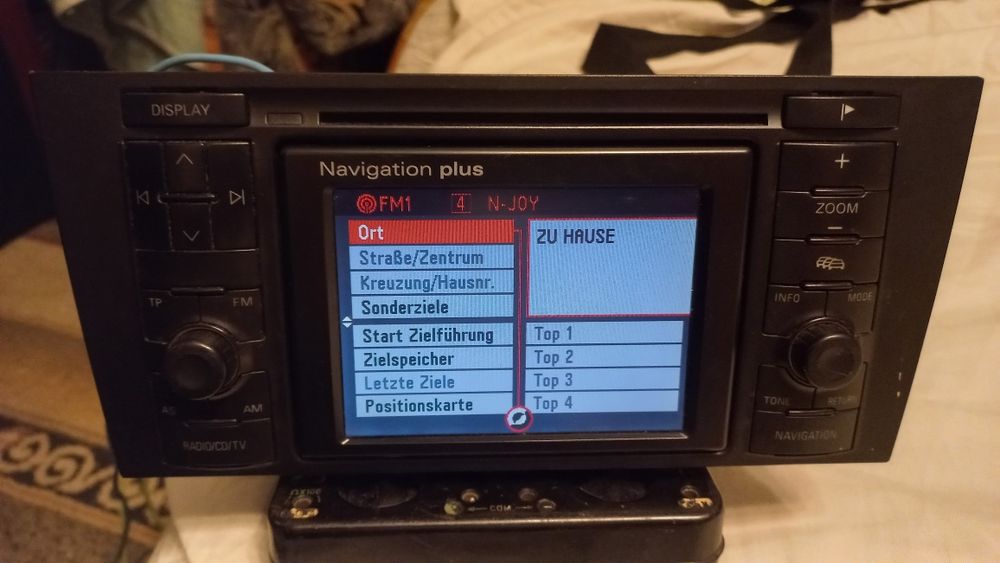 DISPLAY
Navigation plus
FM1 4 N-JOY
Ort
Straße/Zentrum
Kreuzung/Hausnr.
Sonderziele
Start Zielführung
Zielspeicher
Letzte Ziele
Positionskarte
ZU HAUSE
Top 1
Top 2
Top 3
Top 4
TP FM
AS AM
RADIO/CD/TV
+
ZOOM
–
INFO MODE
TONE RETURN
NAVIGATION
COM